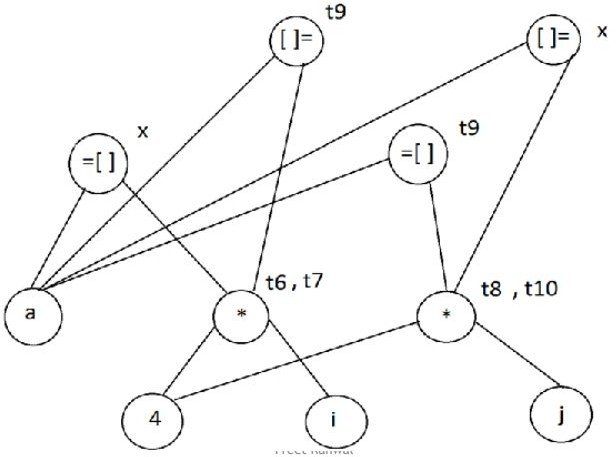 t9
[ ]=
[ ]=
x
x
=[ ]
=[ ]
t9
a
*
t6 , t7
*
t8 , t10
4
i
j